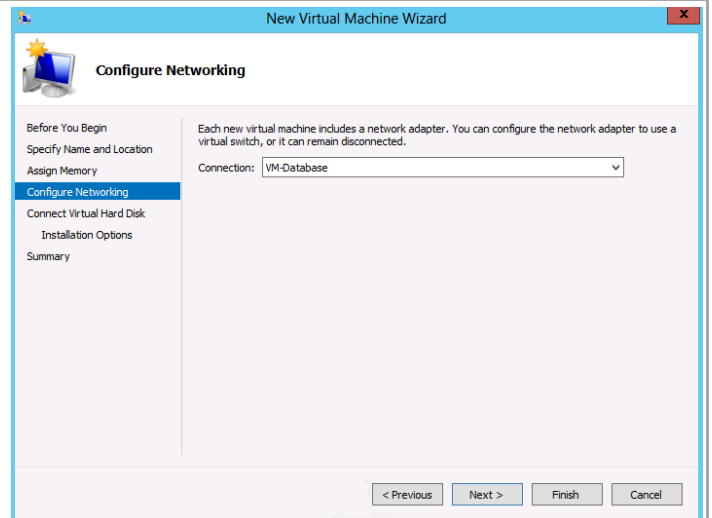 New Virtual Machine Wizard
x
Configure Networking
Before You Begin
Specify Name and Location
Assign Memory
Configure Networking
Connect Virtual Hard Disk
Installation Options
Summary
Each new virtual machine includes a network adapter. You can configure the network adapter to use a
virtual switch, or it can remain disconnected.
Connection: VM-Database
< Previous Next > Finish Cancel